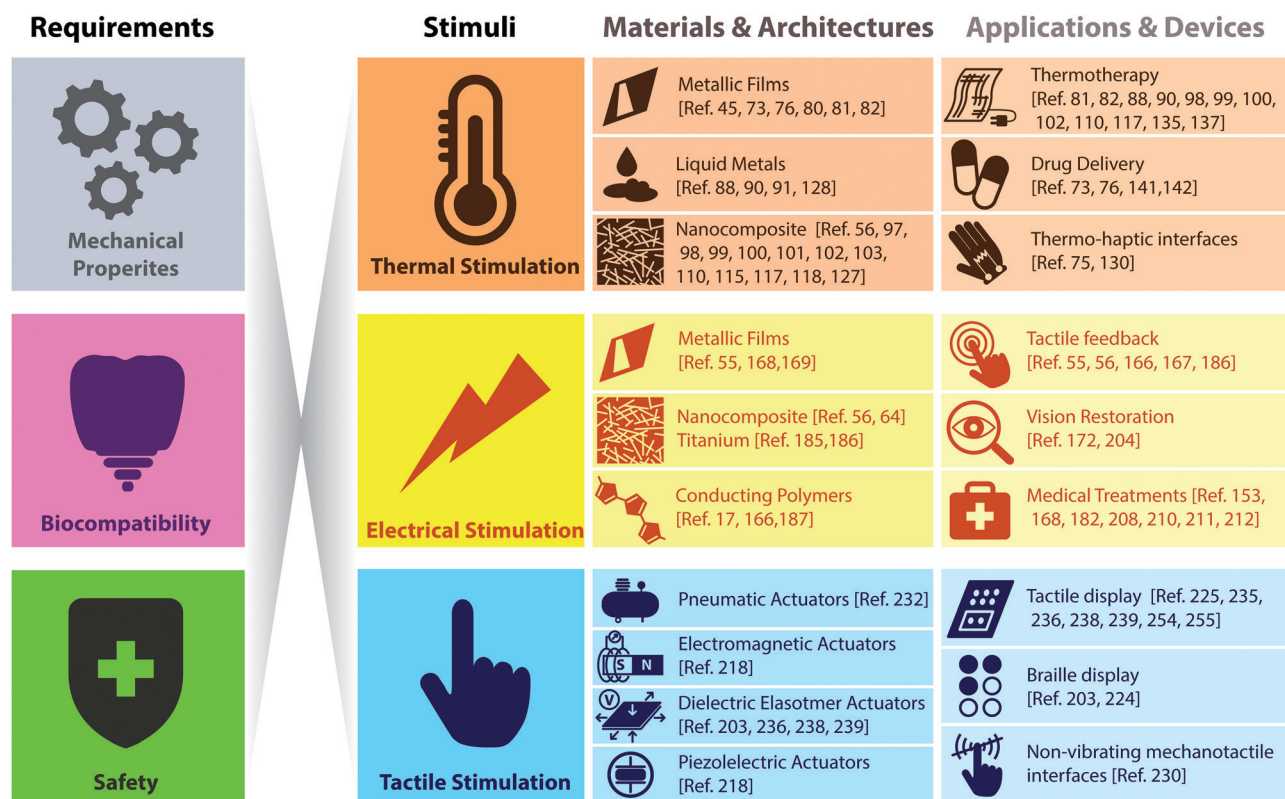 Requirements
Stimuli
Materials & Architectures
Applications & Devices
Mechanical
Properites
Thermal Stimulation
Metallic Films
[Ref. 45, 73, 76, 80, 81, 82]
Liquid Metals
[Ref. 88, 90, 91, 128]
Nanocomposite [Ref. 56, 97,
98, 99, 100, 101, 102, 103,
110, 115, 117, 118, 127]
Thermotherapy
[Ref. 81, 82, 88, 90, 98, 99, 100,
102, 110, 117, 135, 137]
Drug Delivery
[Ref. 73, 76, 141,142]
Thermo-haptic interfaces
[Ref. 75, 130]
Biocompatibility
Electrical Stimulation
Metallic Films
[Ref. 55, 168,169]
Nanocomposite [Ref. 56, 64]
Titanium [Ref. 185,186]
Conducting Polymers
[Ref. 17, 166,187]
Tactile feedback
[Ref. 55, 56, 166, 167, 186]
Vision Restoration
[Ref. 172, 204]
Medical Treatments [Ref. 153,
168, 182, 208, 210, 211, 212]
Safety
Tactile Stimulation
Pneumatic Actuators [Ref. 232]
Electromagnetic Actuators
[Ref. 218]
S N
Dielectric Elasotmer Actuators
[Ref. 203, 236, 238, 239]
V
Piezolelectric Actuators
[Ref. 218]
Tactile display [Ref. 225, 235,
236, 238, 239, 254, 255]
Braille display
[Ref. 203, 224]
Non-vibrating mechanotactile
interfaces [Ref. 230]